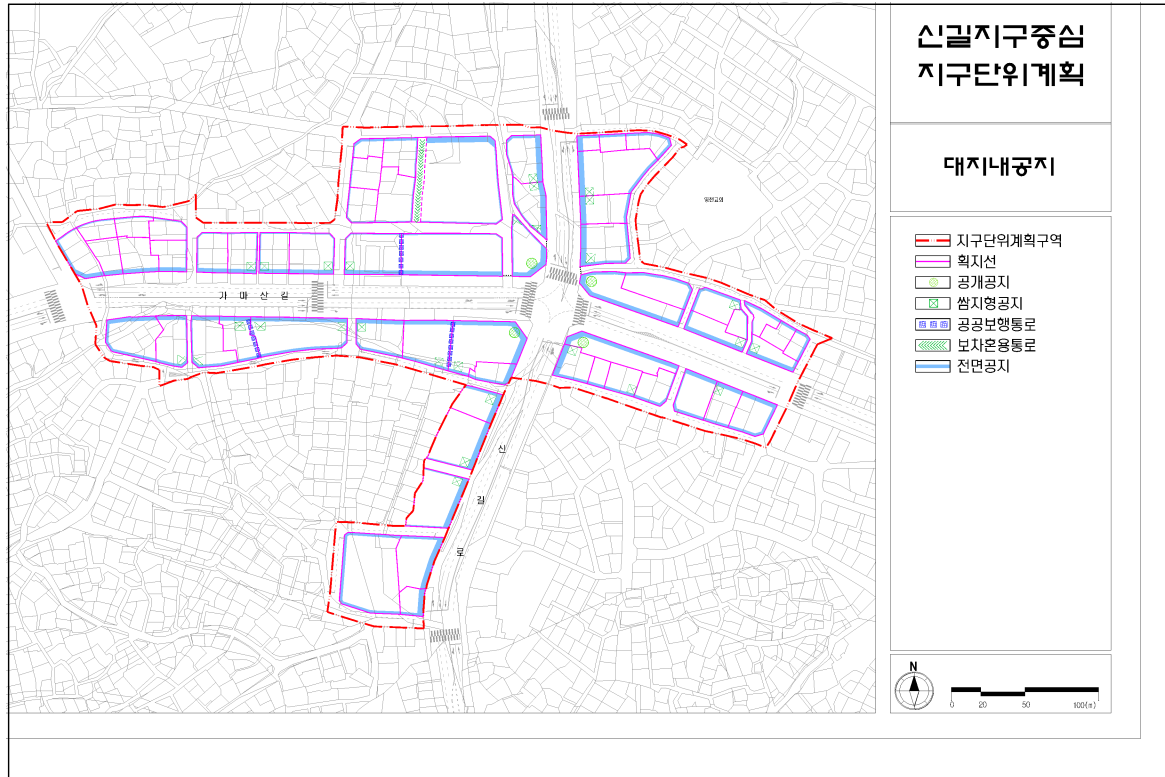 신길지구중심
지구단위계획
대지내공지
지구단위계획구역
획지선
공개공지
쌈지형공지
공공보행통로
보차혼용통로
전면공지
가 마 산 길
신
길
로
N
0 20 50 100(m)